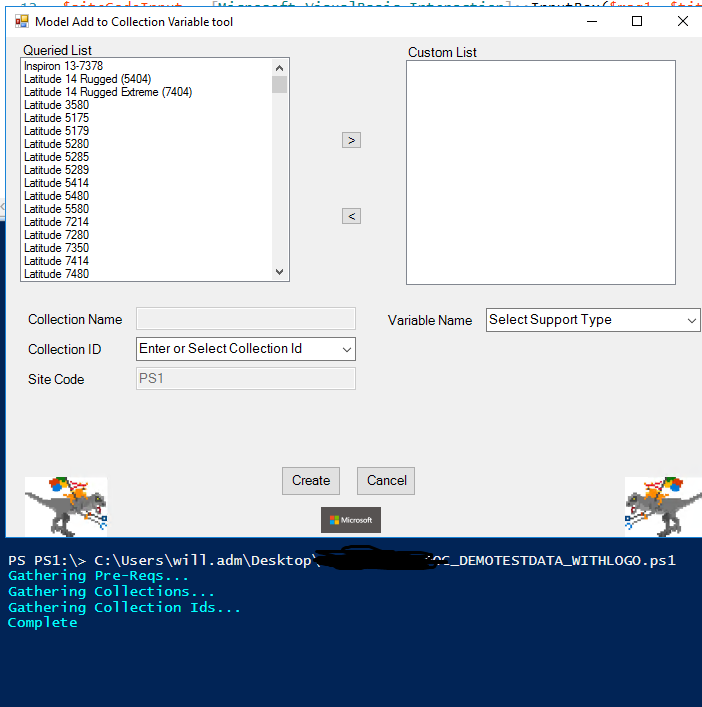 Model Add to Collection Variable tool
Queried List
Inspiron 13-7378
Latitude 14 Rugged (5404)
Latitude 14 Rugged Extreme (7404)
Latitude 3580
Latitude 5175
Latitude 5179
Latitude 5280
Latitude 5285
Latitude 5289
Latitude 5414
Latitude 5480
Latitude 5580
Latitude 7214
Latitude 7280
Latitude 7350
Latitude 7414
Latitude 7480
>
<
Custom List
Collection Name
Collection ID Enter or Select Collection Id
Site Code PS1
Variable Name Select Support Type
Create Cancel
Microsoft
PS PS1:\> C:\Users\will.adm\Desktop\ _DEMOTESTDATA_WITHLOGO.ps1
Gathering Pre-Reqs...
Gathering Collections...
Gathering Collection Ids...
Complete